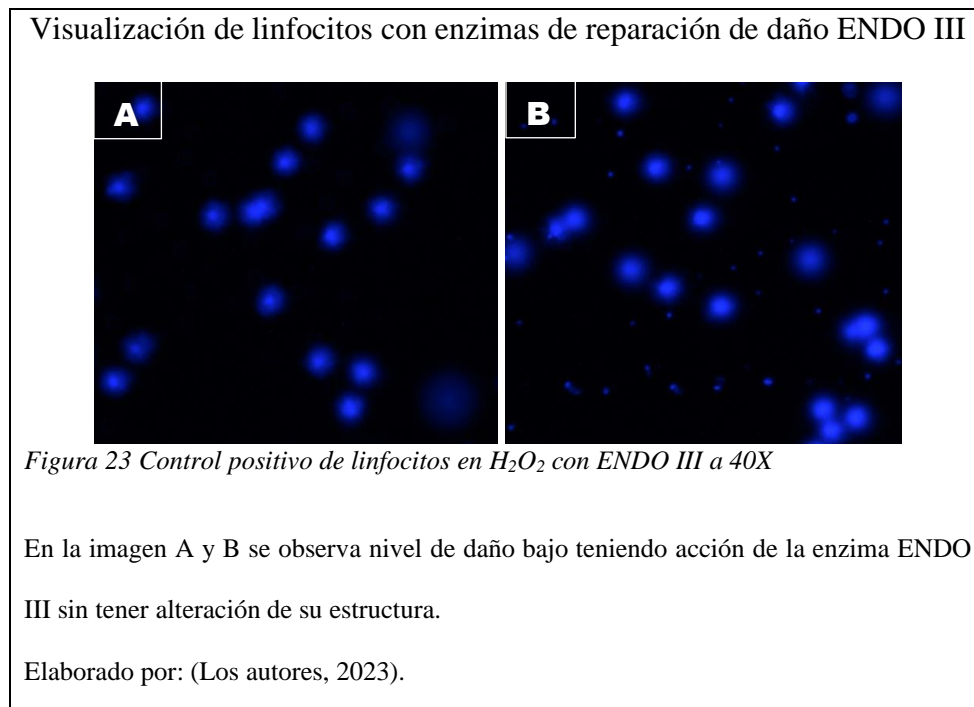 Visualización de linfocitos con enzimas de reparación de daño ENDO III
A
B
Figura 23 Control positivo de linfocitos en H₂O₂ con ENDO III a 40X
En la imagen A y B se observa nivel de daño bajo teniendo acción de la enzima ENDO
III sin tener alteración de su estructura.
Elaborado por: (Los autores, 2023).